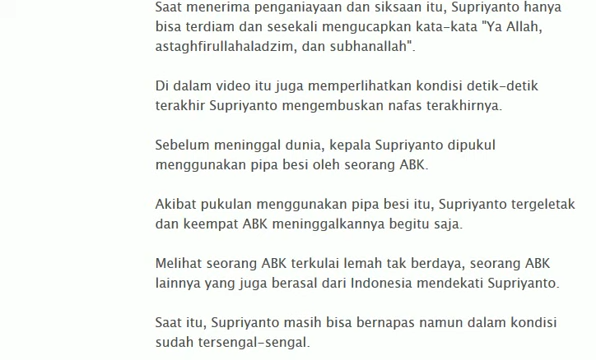 Saat menerima penganiayaan dan siksaan itu, Supriyanto hanya
bisa terdiam dan sesekali mengucapkan kata-kata "Ya Allah,
astaghfirullahaladzim, dan subhanallah".
Di dalam video itu juga memperlihatkan kondisi detik-detik
terakhir Supriyanto mengembuskan nafas terakhirnya.
Sebelum meninggal dunia, kepala Supriyanto dipukul
menggunakan pipa besi oleh seorang ABK.
Akibat pukulan menggunakan pipa besi itu, Supriyanto tergeletak
dan keempat ABK meninggalkannya begitu saja.
Melihat seorang ABK terkulai lemah tak berdaya, seorang ABK
lainnya yang juga berasal dari Indonesia mendekati Supriyanto.
Saat itu, Supriyanto masih bisa bernapas namun dalam kondisi
sudah tersengal-sengal.